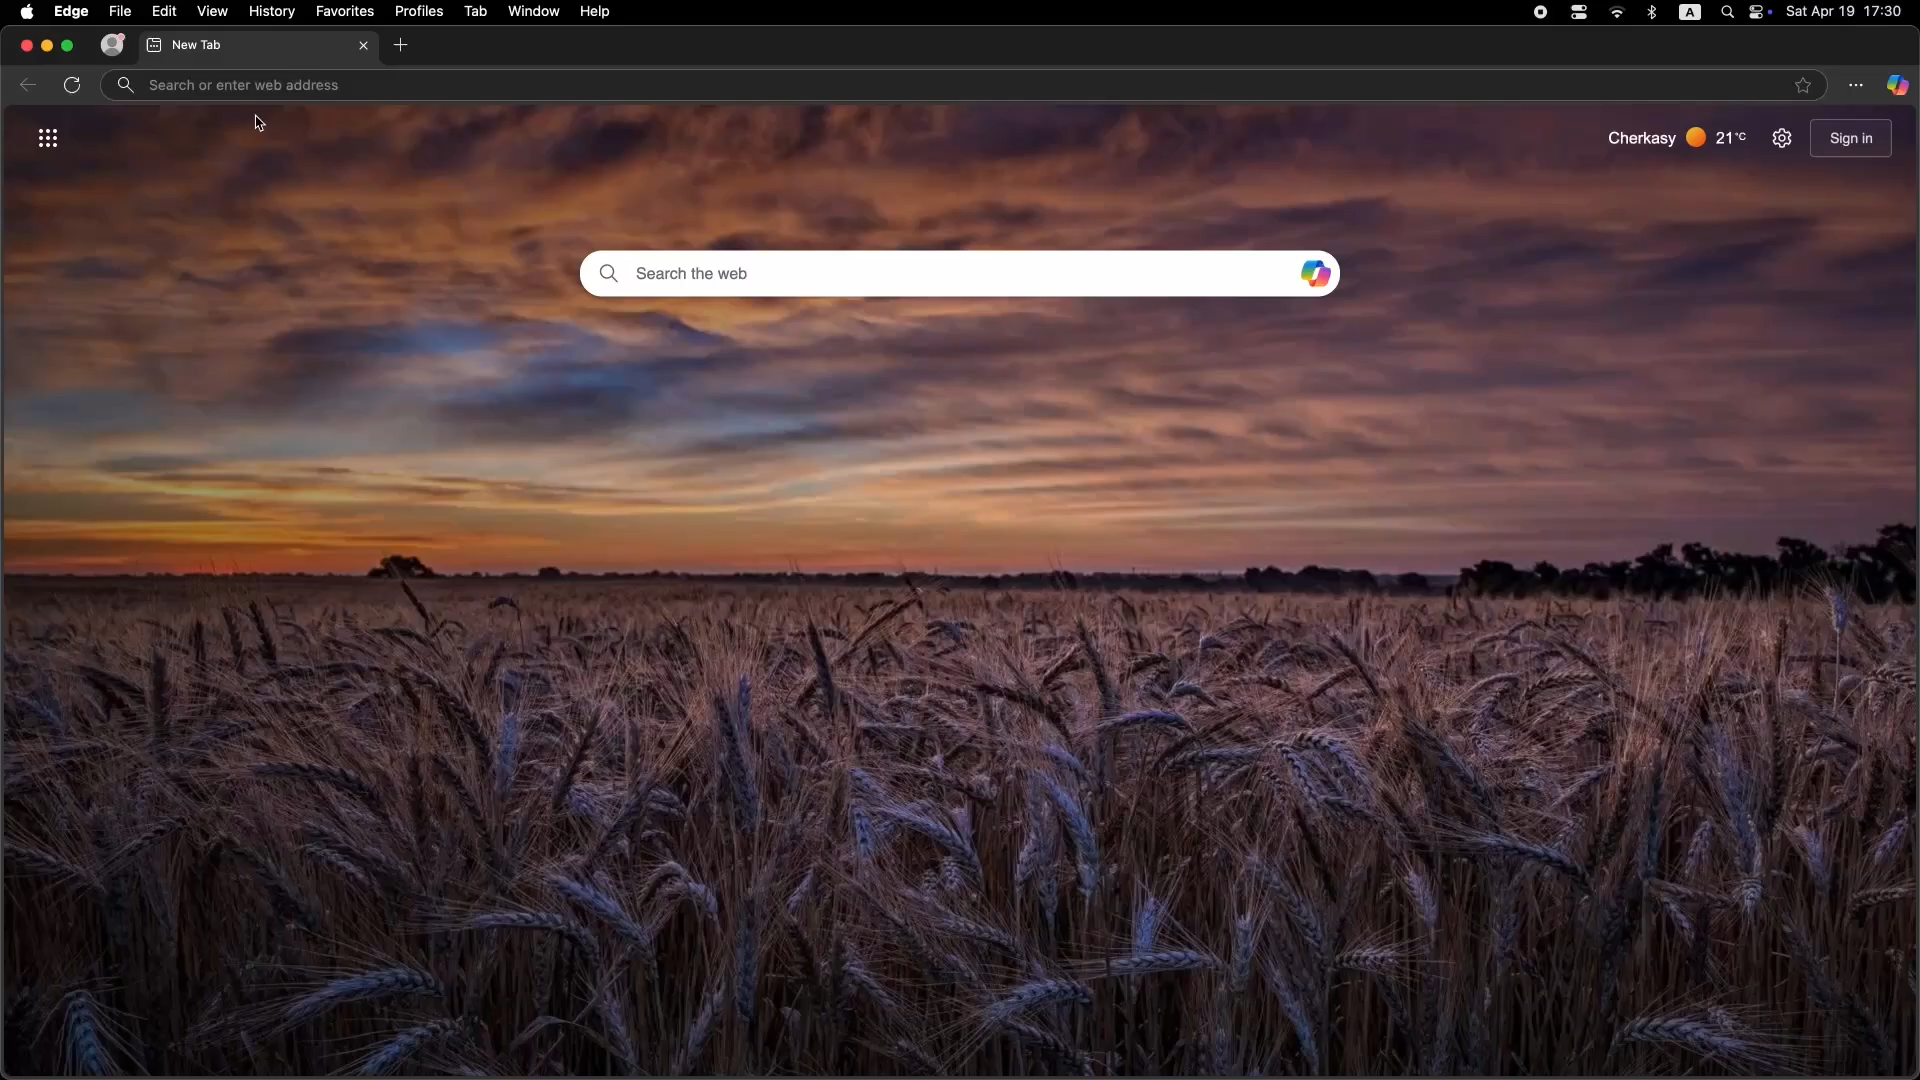 Edge File Edit View History Favorites Profiles Tab Window Help A Sat Apr 19 17:30
New Tab
Search or enter web address
Cherkasy 21°C Sign in
Search the web